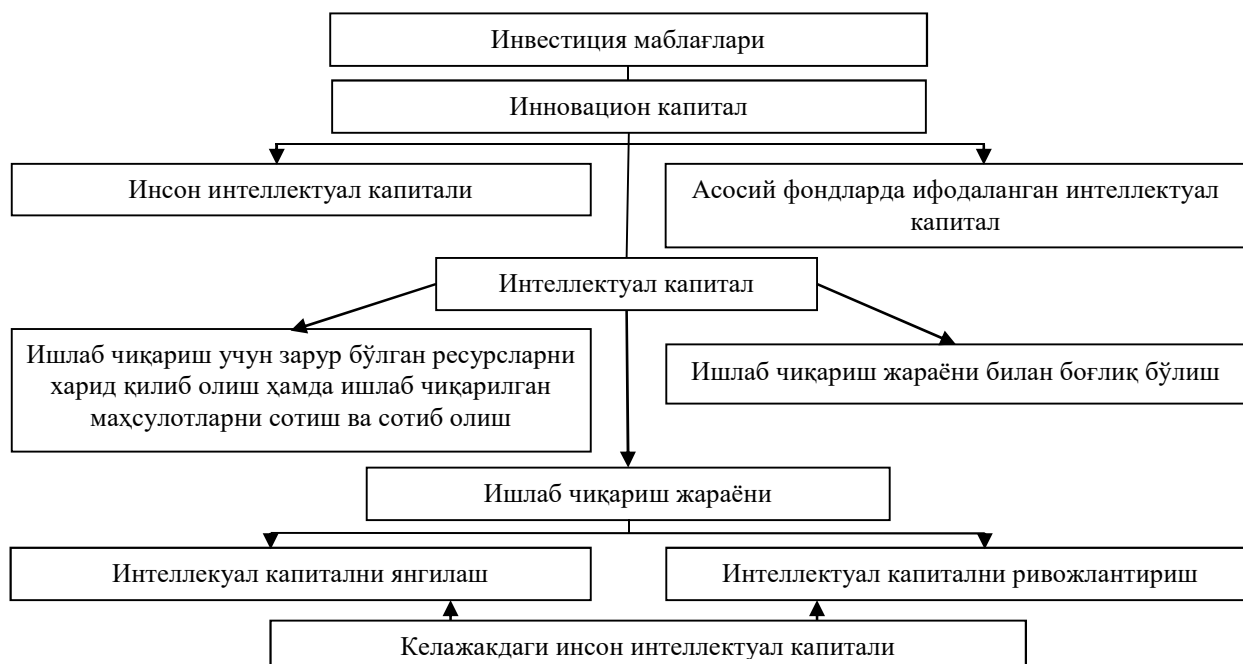 Инвестиция маблағлари
Инновацион капитал
Инсон интеллектуал капитали
Асосий фондларда ифодаланган интеллектуал
капитал
Интеллектуал капитал
Ишлаб чиқариш учун зарур бўлган ресурсларни
харид қилиб олиш ҳамда ишлаб чиқарилган
маҳсулотларни сотиш ва сотиб олиш
Ишлаб чиқариш жараёни билан боғлиқ бўлиш
Ишлаб чиқариш жараёни
Интеллекуал капитални янгилаш
Интеллектуал капитални ривожлантириш
Келажакдаги инсон интеллектуал капитали